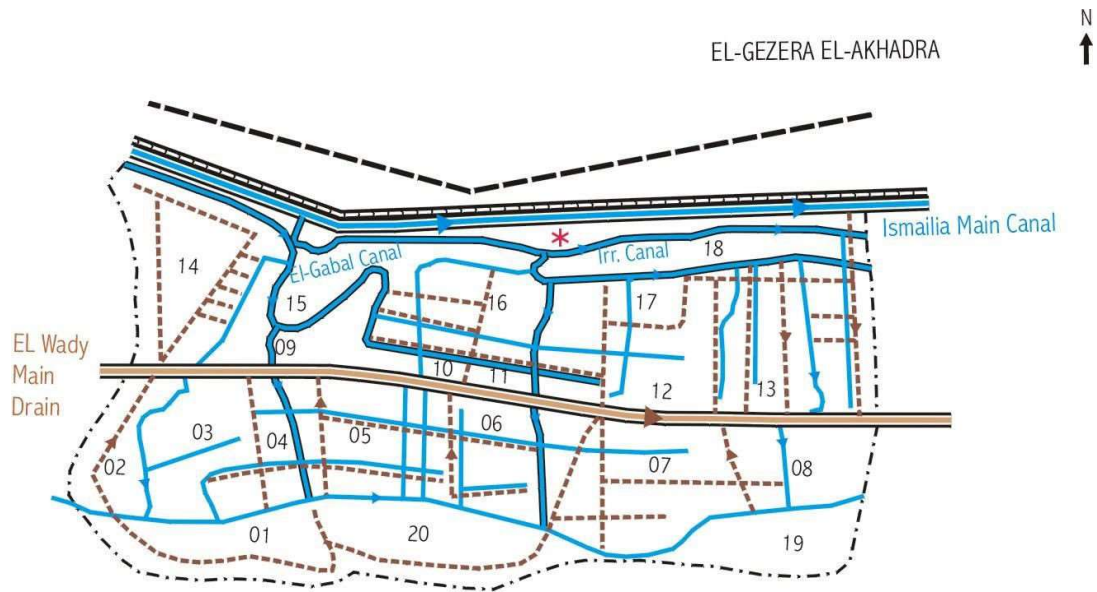 N
EL-GEZERA EL-AKHADRA
Ismailia Main Canal
El-Gabal Canal
Irr. Canal
18
14
15
16
17
EL Wady
Main
Drain
09
10
11
12
13
03
04
05
06
02
07
08
01
20
19